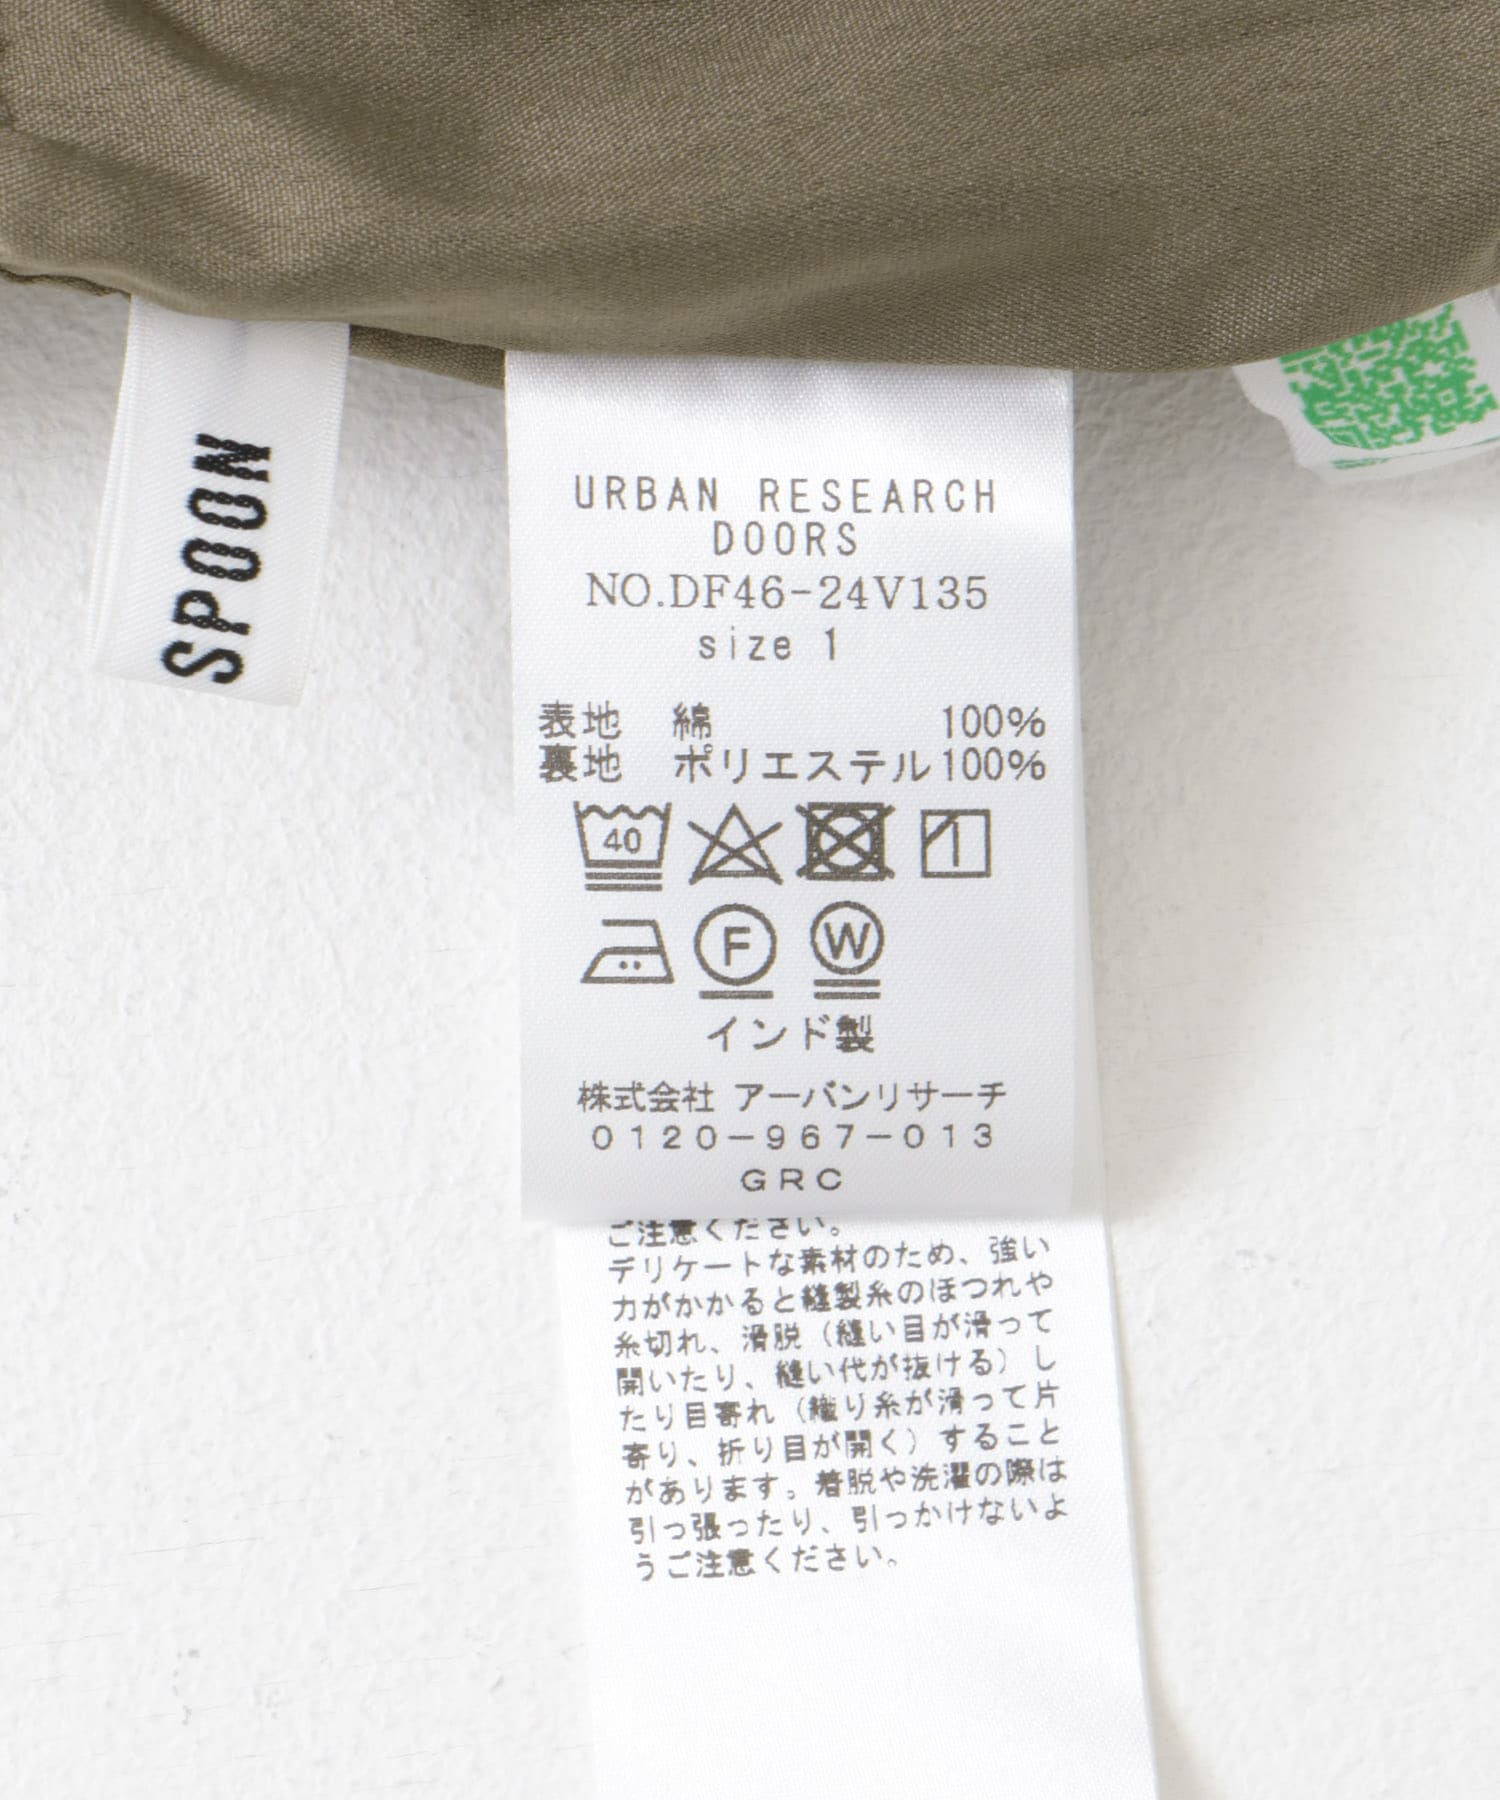 SPOON
URBAN RESEARCH
DOORS
NO.DF46-24V135
size 1
表地 綿 100%
裏地 ポリエステル100%
40
F W
インド製
株式会社 アーバンリサーチ
0120-967-013
GRC
ご注意ください。
デリケートな素材のため、強い
力がかかると縫製糸のほつれや
糸切れ、滑脱（縫い目が滑って
開いたり、縫い代が抜ける）し
たり目寄れ（織り糸が滑って片
寄り、折り目が開く）すること
があります。着脱や洗濯の際は
引っ張ったり、引っかけないよ
うご注意ください。